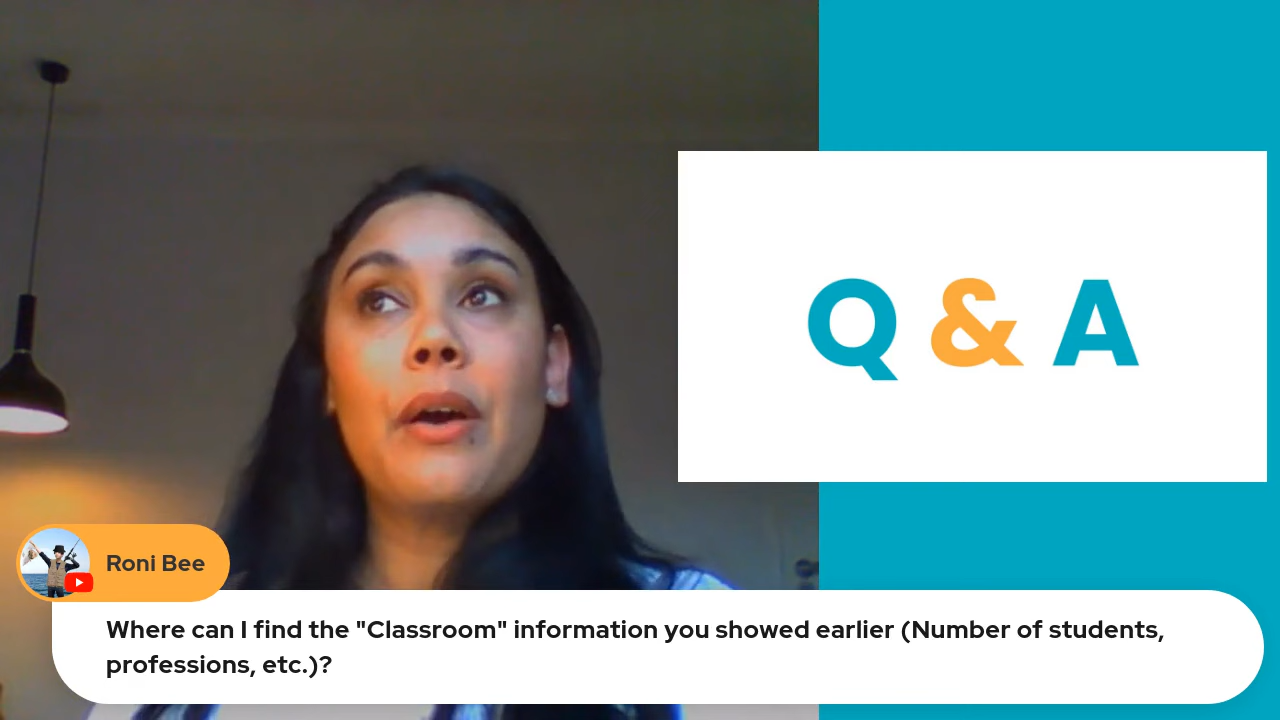 Q & A
Roni Bee
Where can I find the "Classroom" information you showed earlier (Number of students,
professions, etc.)?